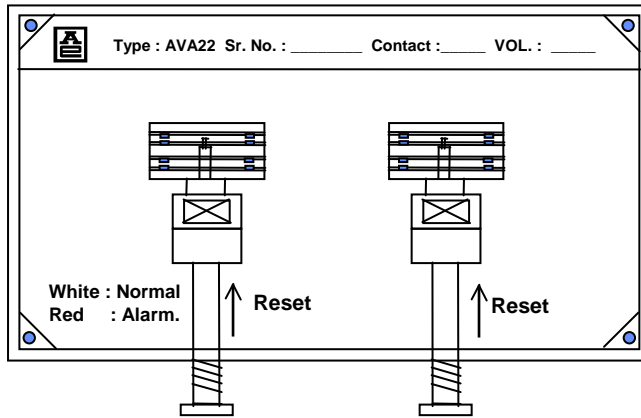 Type : AVA22 Sr. No. : ________ Contact :_____ VOL. : _____
White : Normal
Red : Alarm.
Reset
Reset